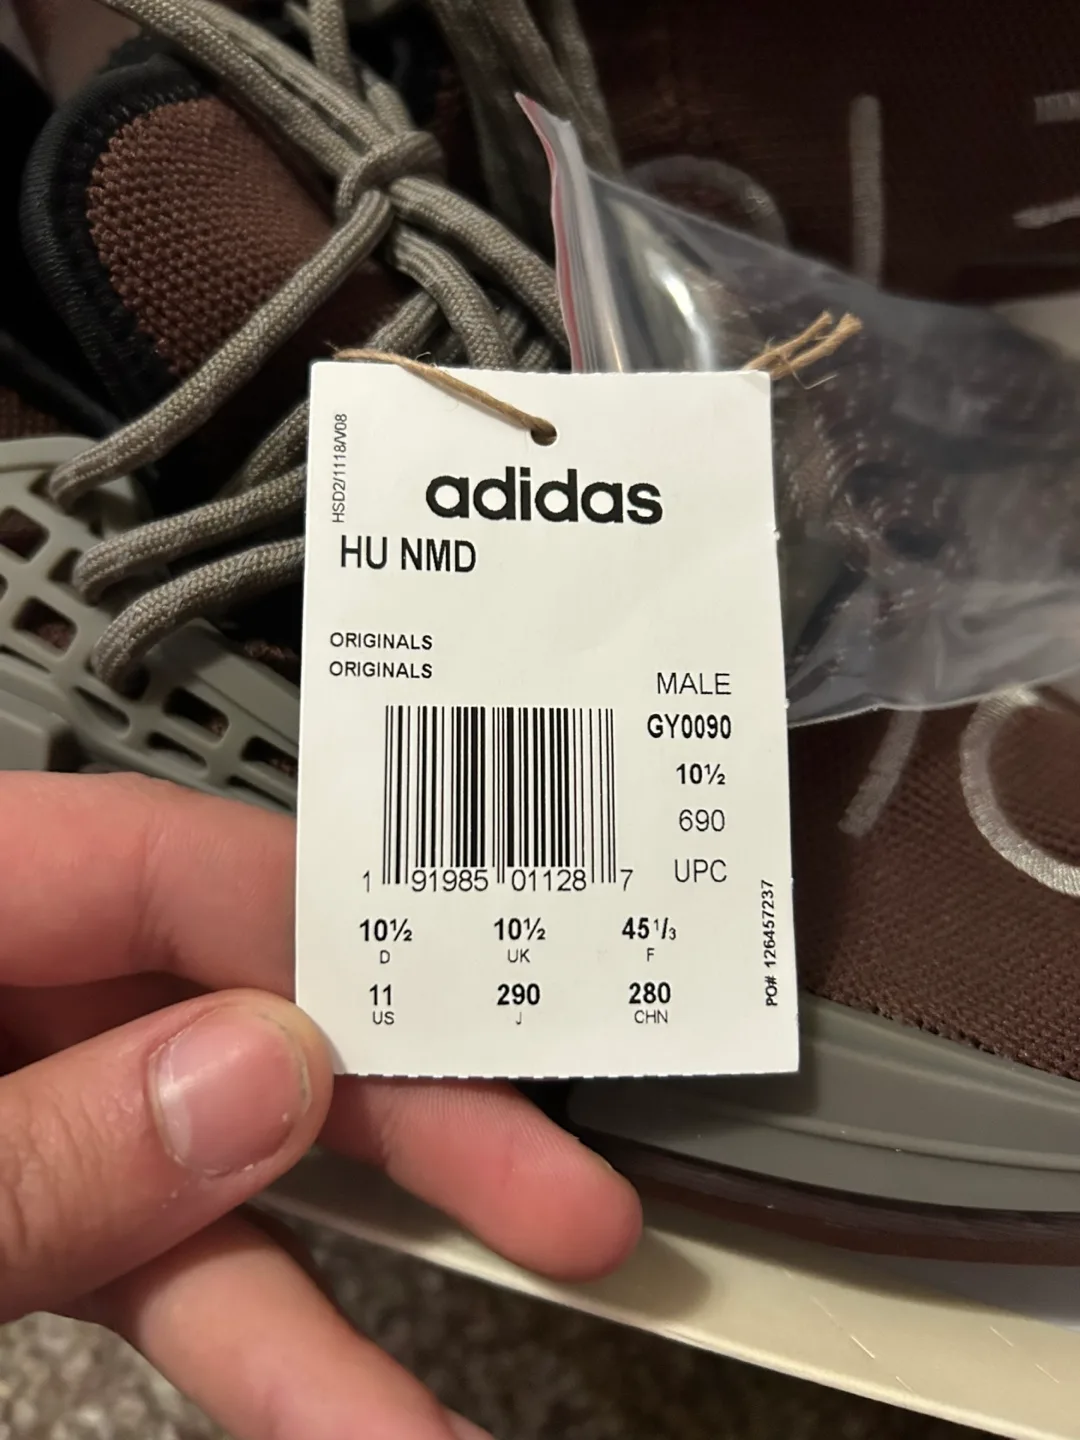 HSD2/1118/V08
adidas
HU NMD
ORIGINALS
ORIGINALS
MALE
GY0090
10½
690
UPC
1 91985 01128 7
10½ 10½ 45⅓
D UK F
11 290 280
US J CHN
PO# 126457237